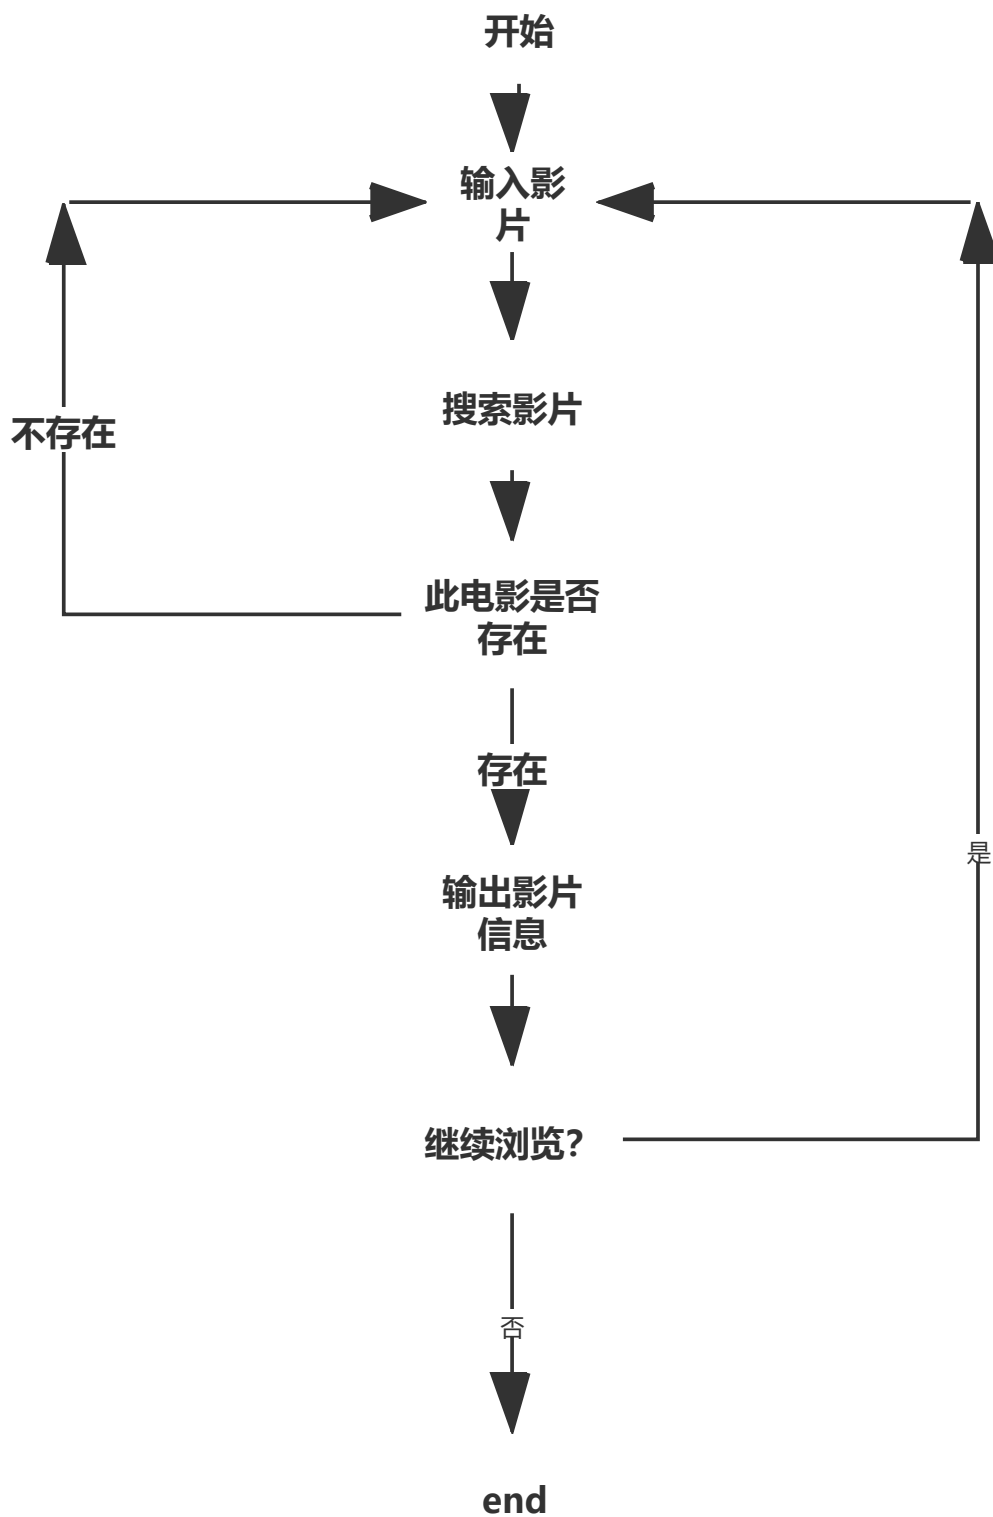 开始
输入影
片
搜索影片
不存在
此电影是否
存在
存在
输出影片
信息
是
继续浏览?
否
end